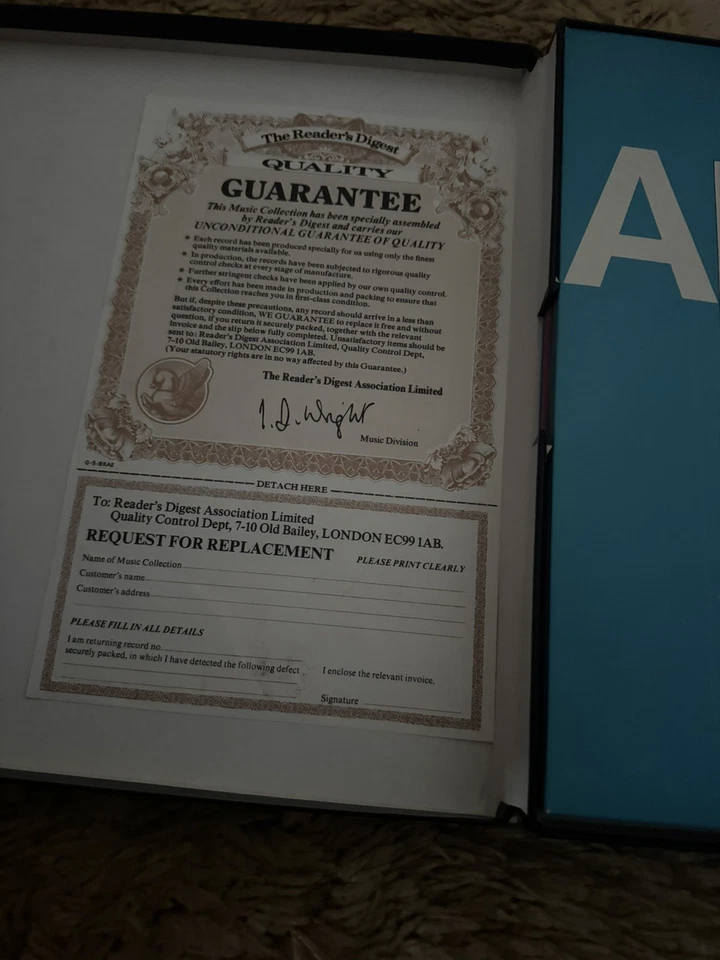 The Reader's Digest
QUALITY
GUARANTEE
This Music Collection has been specially assembled
by Reader's Digest and carries our
UNCONDITIONAL GUARANTEE OF QUALITY
* Each record has been produced specially for us using only the finest
quality materials available.
* In production, the records have been subjected to rigorous quality
control checks at every stage of manufacture.
* Further stringent checks have been applied by our own quality control.
* Every effort has been made in production and packing to ensure that
this Collection reaches you in first-class condition.
But if, despite these precautions, any record should arrive in a less than
satisfactory condition, WE GUARANTEE to replace it free and without
question, if you return it securely packed, together with the relevant
invoice and the slip below fully completed. Unsatisfactory items should be
sent to: Reader's Digest Association Limited, Quality Control Dept,
7-10 Old Bailey, LONDON EC99 1AB.
(Your statutory rights are in no way affected by this Guarantee.)
The Reader's Digest Association Limited
I.D. Wright
Music Division
DETACH HERE
To: Reader's Digest Association Limited
Quality Control Dept, 7-10 Old Bailey, LONDON EC99 1AB.
REQUEST FOR REPLACEMENT
PLEASE PRINT CLEARLY
Name of Music Collection
Customer's name
Customer's address
PLEASE FILL IN ALL DETAILS
I am returning record no.
securely packed, in which I have detected the following defect
I enclose the relevant invoice.
Signature
A